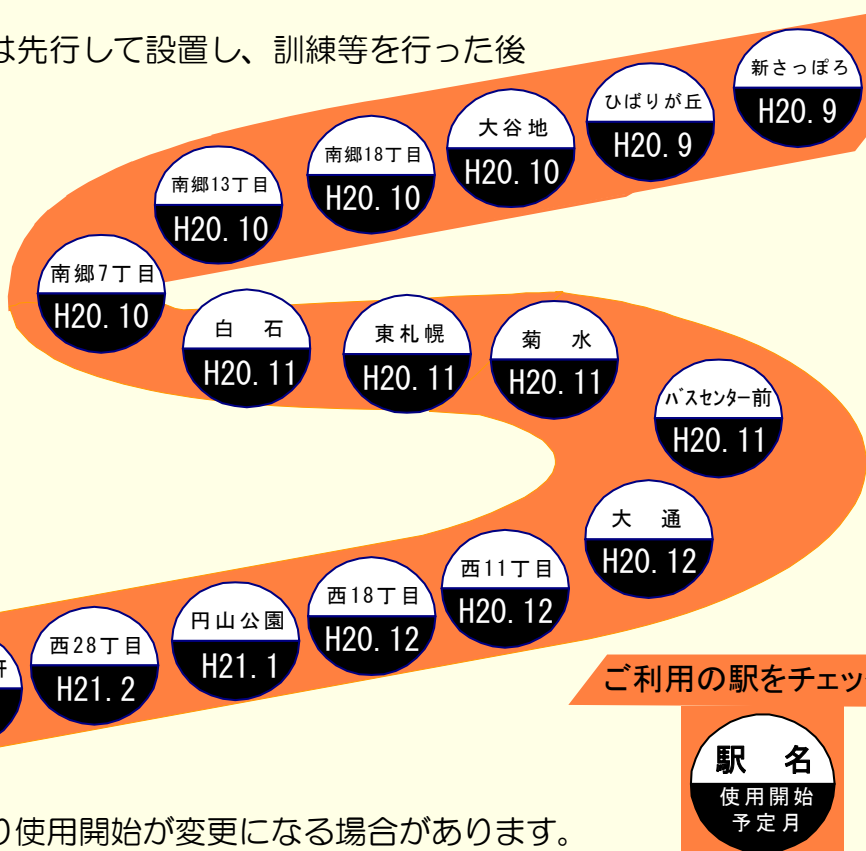 は先行して設置し、訓練等を行った後
新さっぽろ
H20.9
ひばりが丘
H20.9
大谷地
H20.10
南郷18丁目
H20.10
南郷13丁目
H20.10
南郷7丁目
H20.10
白 石
H20.11
東札幌
H20.11
菊 水
H20.11
バスセンター前
H20.11
大 通
H20.12
西11丁目
H20.12
西18丁目
H20.12
円山公園
H21.1
西28丁目
H21.2
軒
ご利用の駅をチェッ
駅 名
使用開始
予定月
り使用開始が変更になる場合があります。